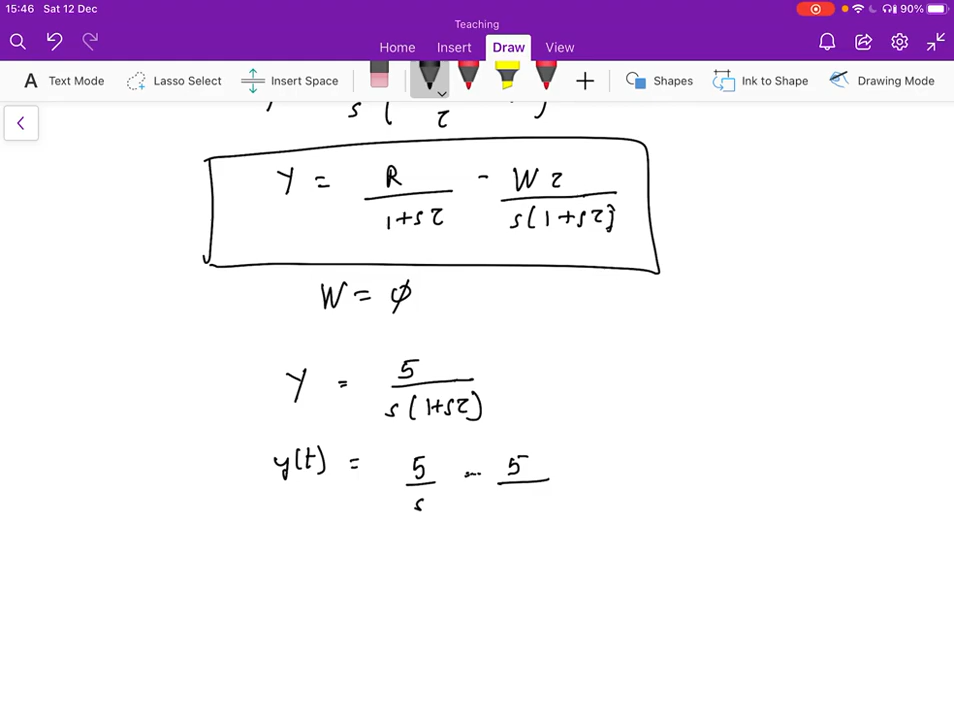 15:46 Sat 12 Dec
90%
Teaching
Home Insert Draw View
A Text Mode Lasso Select Insert Space Shapes Ink to Shape Drawing Mode
s ( τ )
Y = R / 1+sτ - Wτ / s(1+sτ)
W = ϕ
Y = 5 / s(1+sτ)
y(t) = 5 / s - 5 /